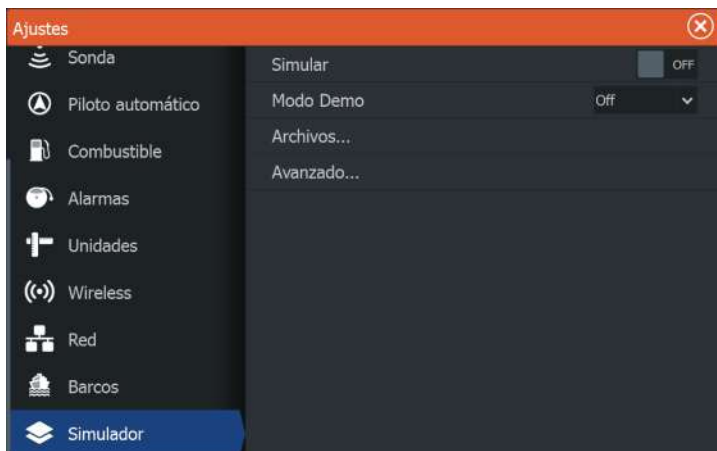 Ajustes
Sonda
Piloto automático
Combustible
Alarmas
Unidades
Wireless
Red
Barcos
Simulador
Simular OFF
Modo Demo Off
Archivos...
Avanzado...